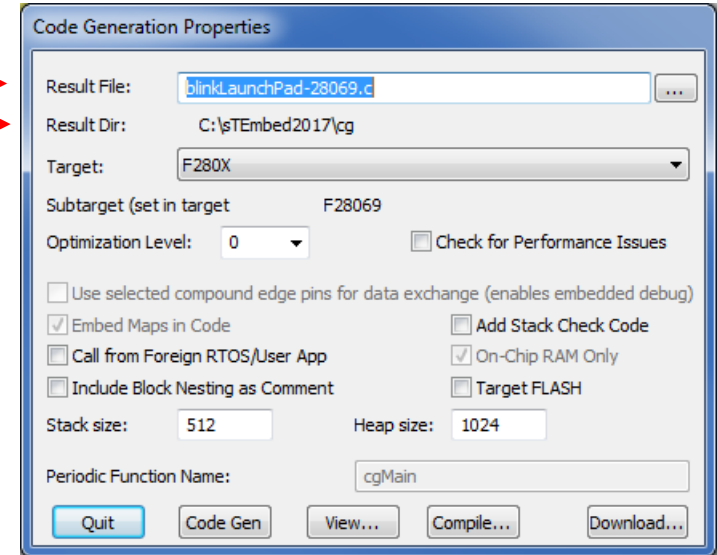 Code Generation Properties
Result File: blinkLaunchPad-28069.c ...
Result Dir: C:\sTEmbed2017\cg
Target: F280X
Subtarget (set in target F28069
Optimization Level: 0 Check for Performance Issues
Use selected compound edge pins for data exchange (enables embedded debug)
Embed Maps in Code Add Stack Check Code
Call from Foreign RTOS/User App On-Chip RAM Only
Include Block Nesting as Comment Target FLASH
Stack size: 512 Heap size: 1024
Periodic Function Name: cgMain
Quit Code Gen View... Compile... Download...